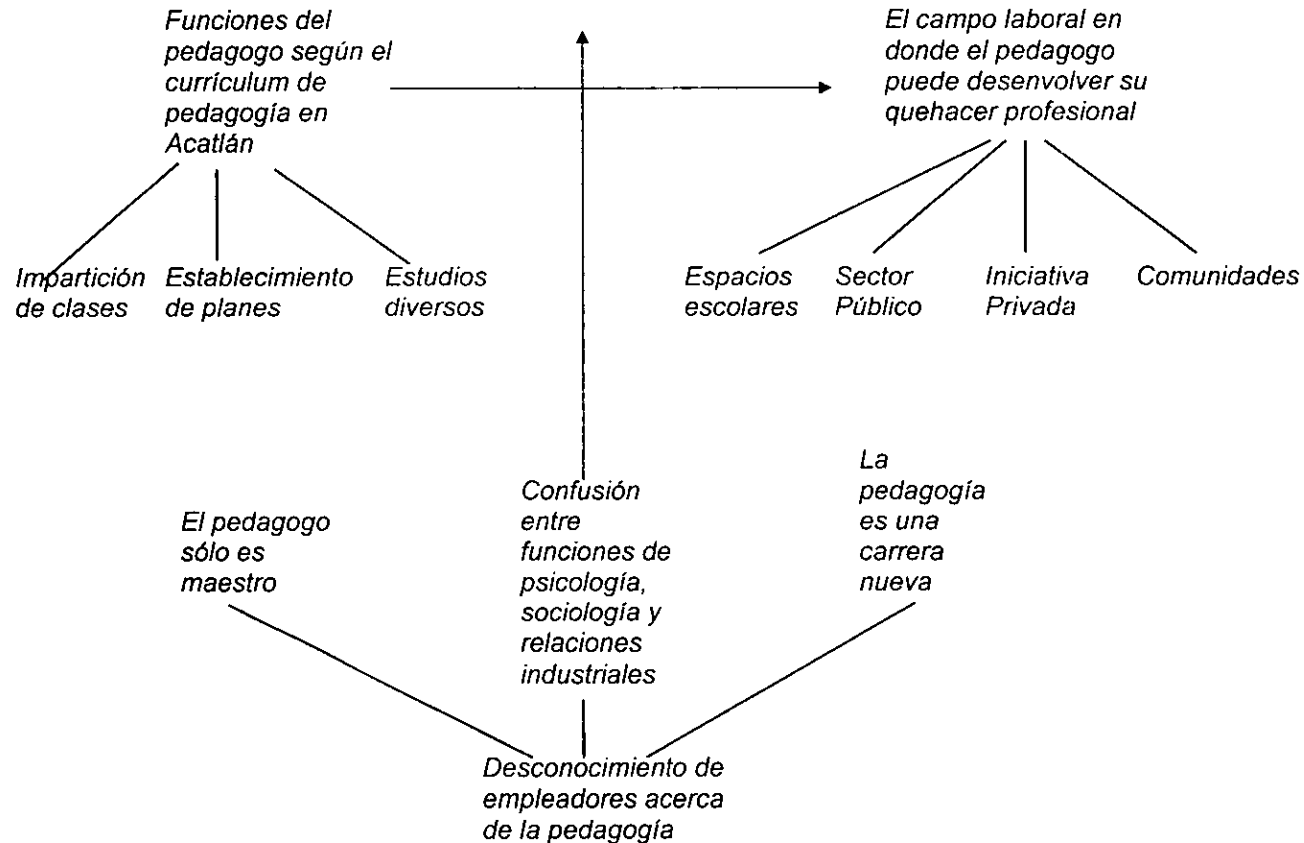 Funciones del
pedagogo según el
currículum de
pedagogía en
Acatlán
El campo laboral en
donde el pedagogo
puede desenvolver su
quehacer profesional
Impartición
de clases
Establecimiento
de planes
Estudios
diversos
Espacios
escolares
Sector
Público
Iniciativa
Privada
Comunidades
El pedagogo
sólo es
maestro
Confusión
entre
funciones de
psicología,
sociología y
relaciones
industriales
La
pedagogía
es una
carrera
nueva
Desconocimiento de
empleadores acerca
de la pedagogía